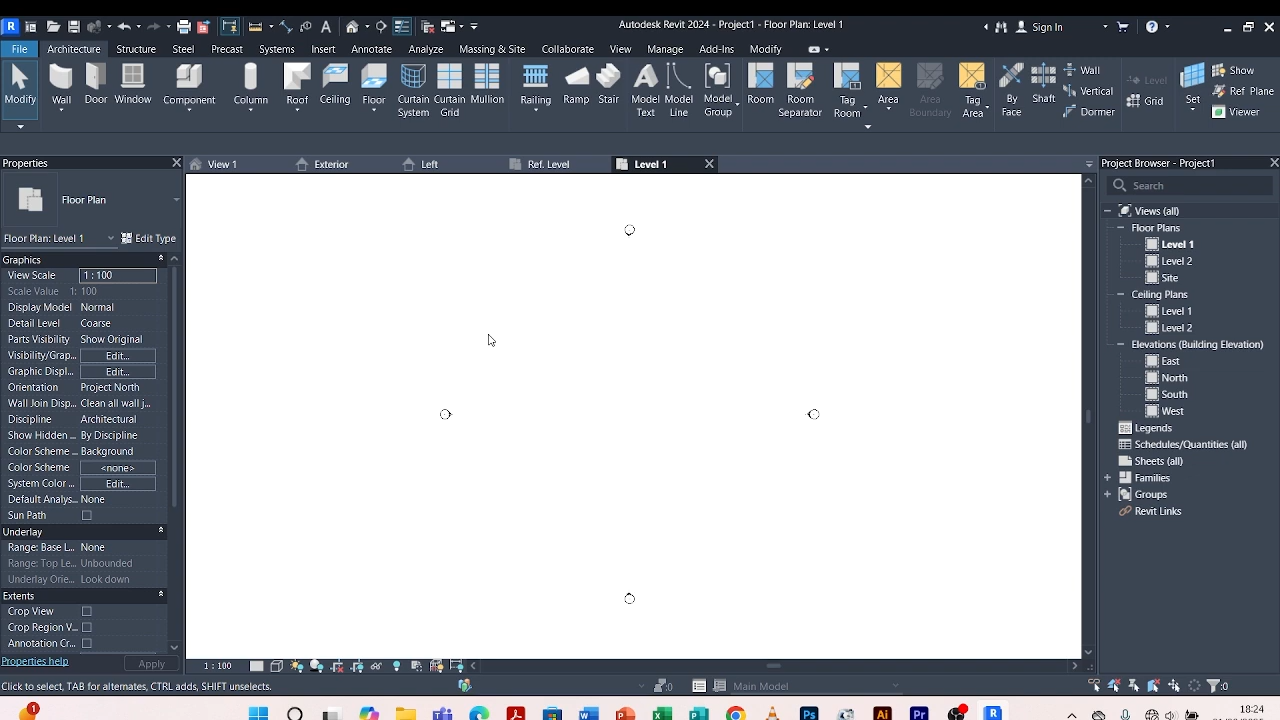 Autodesk Revit 2024 - Project1 - Floor Plan: Level 1
Sign In
File Architecture Structure Steel Precast Systems Insert Annotate Analyze Massing & Site Collaborate View Manage Add-Ins Modify
Modify Wall Door Window Component Column Roof Ceiling Floor Curtain System Curtain Grid Mullion Railing Ramp Stair Model Text Model Line Model Group Room Room Separator Tag Room Area Area Boundary Tag Area By Face Shaft Wall Vertical Dormer Level Grid Set Show Ref Plane Viewer
Properties
View 1 Exterior Left Ref. Level Level 1
Project Browser - Project1
Search
Floor Plan
Floor Plan: Level 1 Edit Type
Graphics
View Scale 1 : 100
Scale Value 1: 100
Display Model Normal
Detail Level Coarse
Parts Visibility Show Original
Visibility/Grap... Edit...
Graphic Displ... Edit...
Orientation Project North
Wall Join Disp... Clean all wall j...
Discipline Architectural
Show Hidden ... By Discipline
Color Scheme ... Background
Color Scheme <none>
System Color ... Edit...
Default Analys... None
Sun Path
Underlay
Range: Base L... None
Range: Top Le... Unbounded
Underlay Orie... Look down
Extents
Crop View
Crop Region V...
Annotation Cr...
Properties help Apply
Views (all)
Floor Plans
Level 1
Level 2
Site
Ceiling Plans
Level 1
Level 2
Elevations (Building Elevation)
East
North
South
West
Legends
Schedules/Quantities (all)
Sheets (all)
Families
Groups
Revit Links
1 : 100
Click to select, TAB for alternates, CTRL adds, SHIFT unselects.
:0 Main Model :0
18:24